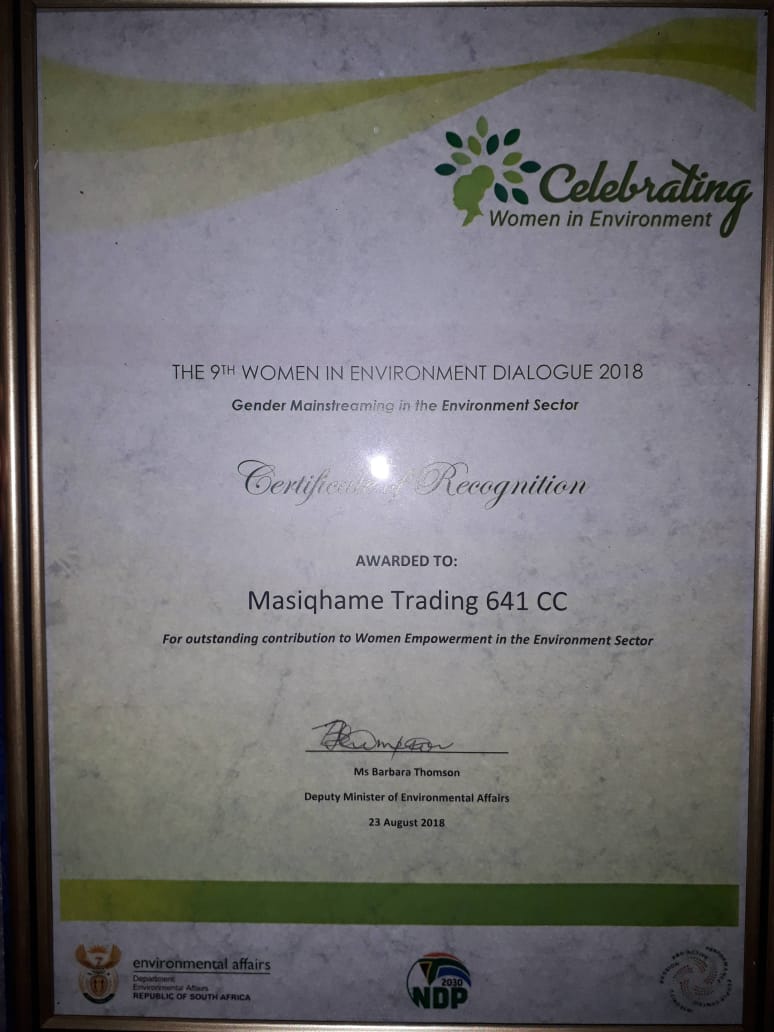 Celebrating
Women in Environment
THE 9TH WOMEN IN ENVIRONMENT DIALOGUE 2018
Gender Mainstreaming in the Environment Sector
Certificate of Recognition
AWARDED TO:
Masiqhame Trading 641 CC
For outstanding contribution to Women Empowerment in the Environment Sector
Ms Barbara Thomson
Deputy Minister of Environmental Affairs
23 August 2018
environmental affairs
Department:
Environmental Affairs
REPUBLIC OF SOUTH AFRICA
2030
NDP